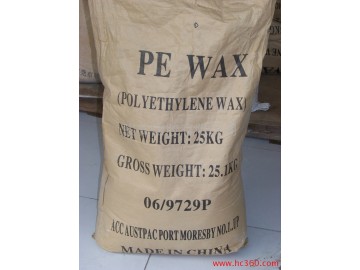 PE WAX
(POLYETHYLENE WAX)
NET WEIGHT: 25KG
GROSS WEIGHT: 25.1KG
06/9729P
ACC AUSTPAC PORT MORESBY NO.1.UP
MADE IN CHINA
www.hc360.com